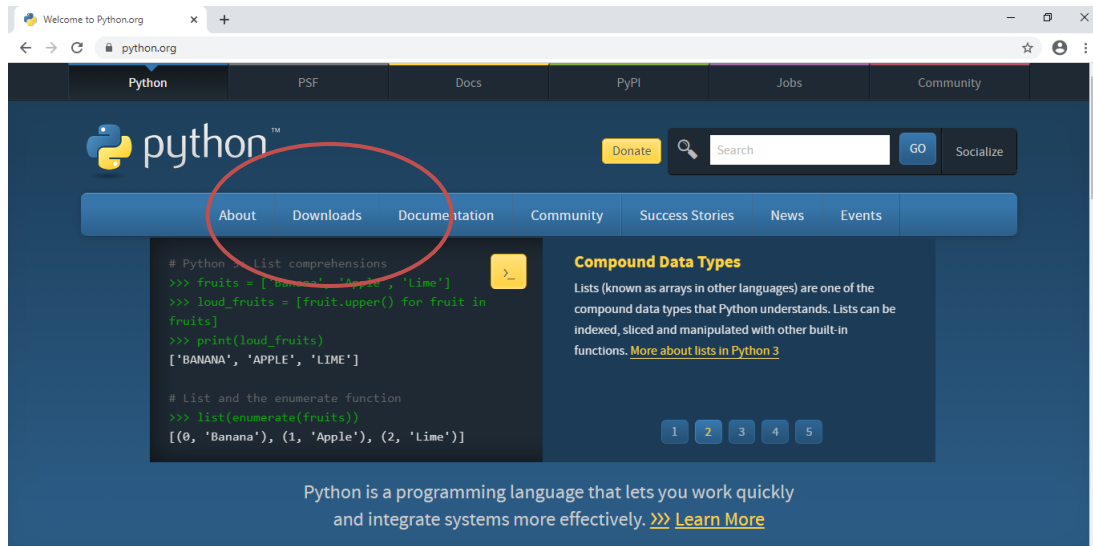 Welcome to Python.org
python.org
Python PSF Docs PyPI Jobs Community
python™
Donate Search GO Socialize
About Downloads Documentation Community Success Stories News Events
# Python 3: List comprehensions
>>> fruits = ['Banana', 'Apple', 'Lime']
>>> loud_fruits = [fruit.upper() for fruit in
fruits]
>>> print(loud_fruits)
['BANANA', 'APPLE', 'LIME']
# List and the enumerate function
>>> list(enumerate(fruits))
[(0, 'Banana'), (1, 'Apple'), (2, 'Lime')]
>_
Compound Data Types
Lists (known as arrays in other languages) are one of the
compound data types that Python understands. Lists can be
indexed, sliced and manipulated with other built-in
functions. More about lists in Python 3
1 2 3 4 5
Python is a programming language that lets you work quickly
and integrate systems more effectively. >>> Learn More